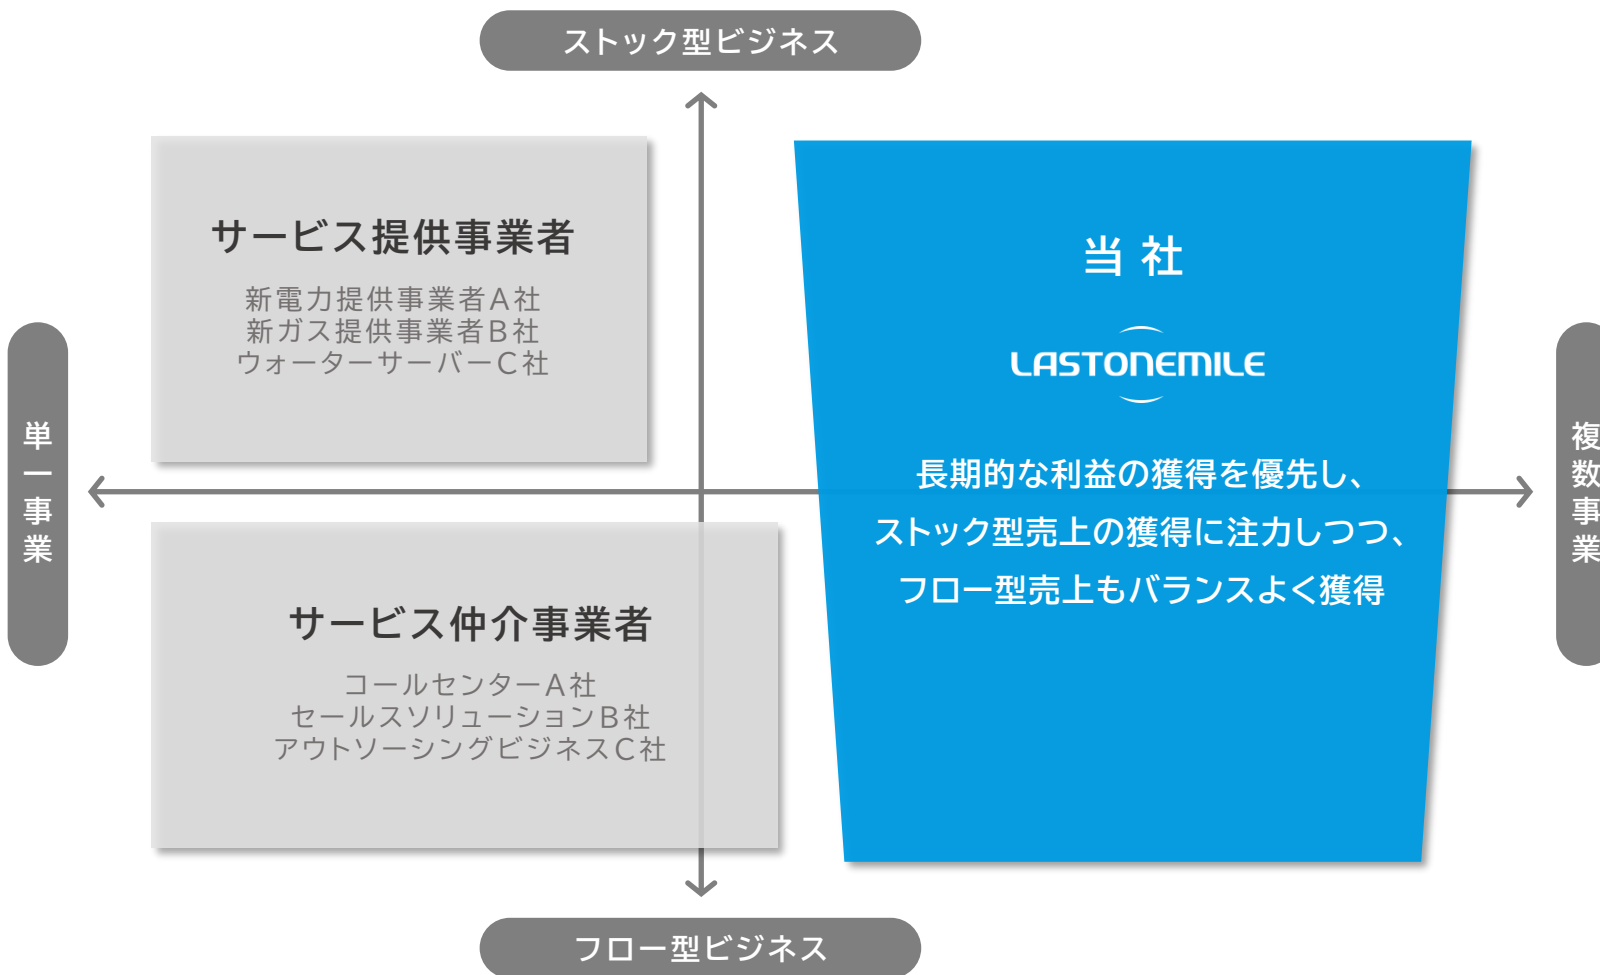 ストック型ビジネス
サービス提供事業者
新電力提供事業者A社
新ガス提供事業者B社
ウォーターサーバーC社
当社
LASTONEMILE
長期的な利益の獲得を優先し、
ストック型売上の獲得に注力しつつ、
フロー型売上もバランスよく獲得
単一事業
複数事業
サービス仲介事業者
コールセンターA社
セールスソリューションB社
アウトソーシングビジネスC社
フロー型ビジネス